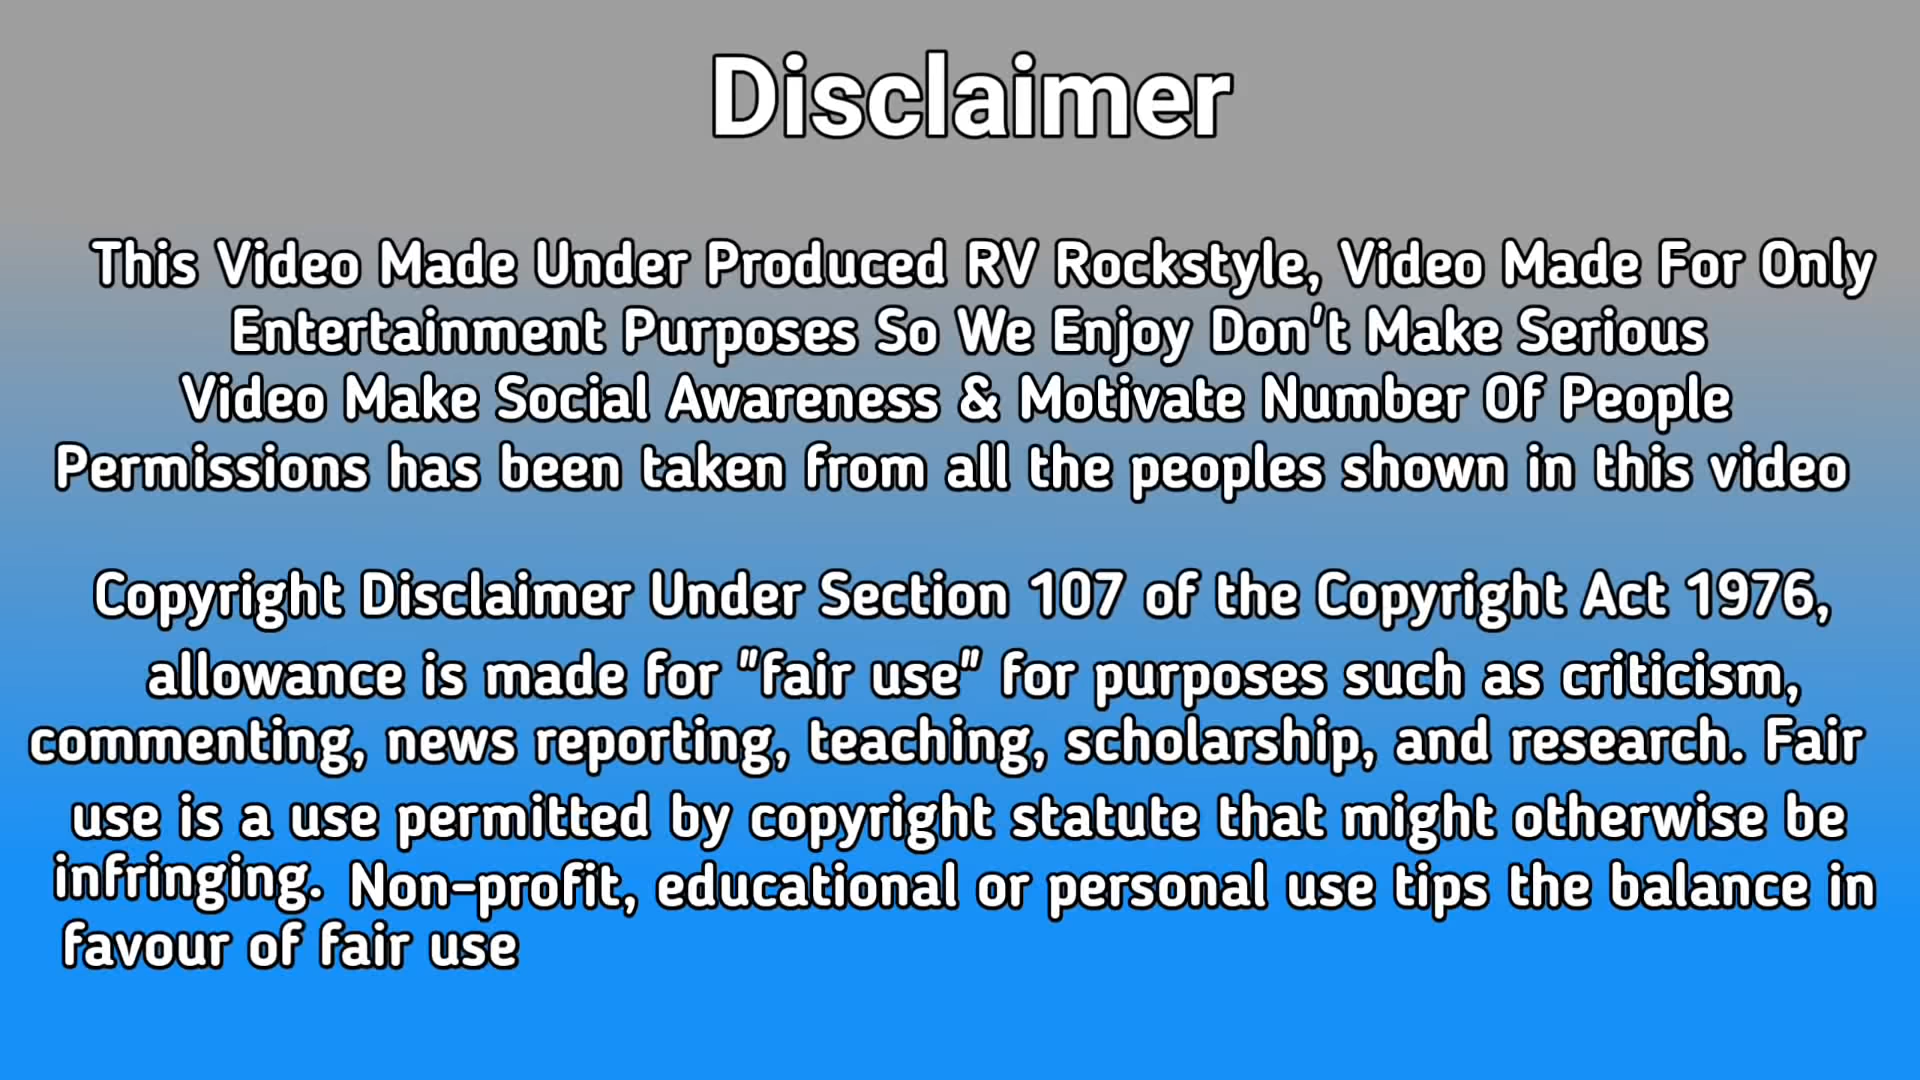 Disclaimer
This Video Made Under Produced RV Rockstyle, Video Made For Only
Entertainment Purposes So We Enjoy Don't Make Serious
Video Make Social Awareness & Motivate Number Of People
Permissions has been taken from all the peoples shown in this video
Copyright Disclaimer Under Section 107 of the Copyright Act 1976,
allowance is made for "fair use" for purposes such as criticism,
commenting, news reporting, teaching, scholarship, and research. Fair
use is a use permitted by copyright statute that might otherwise be
infringing. Non-profit, educational or personal use tips the balance in
favour of fair use